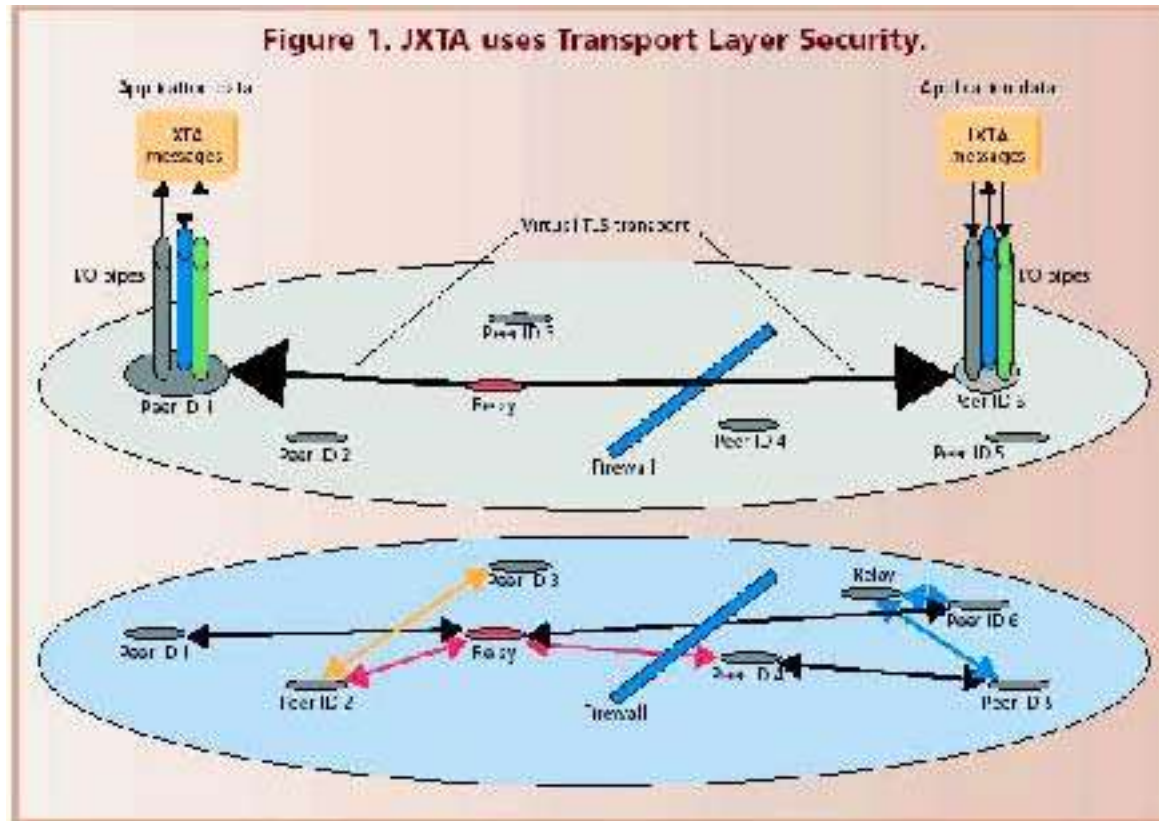 Figure 1. JXTA uses Transport Layer Security.
Application data
Application data
JXTA
messages
JXTA
messages
Virtual TLS transport
I/O pipes
I/O pipes
Peer ID 3
Peer ID 1
Relay
Peer ID 6
Peer ID 4
Peer ID 2
Firewall
Peer ID 5
Peer ID 3
Relay
Peer ID 6
Peer ID 1
Relay
Peer ID 4
Peer ID 2
Firewall
Peer ID 5